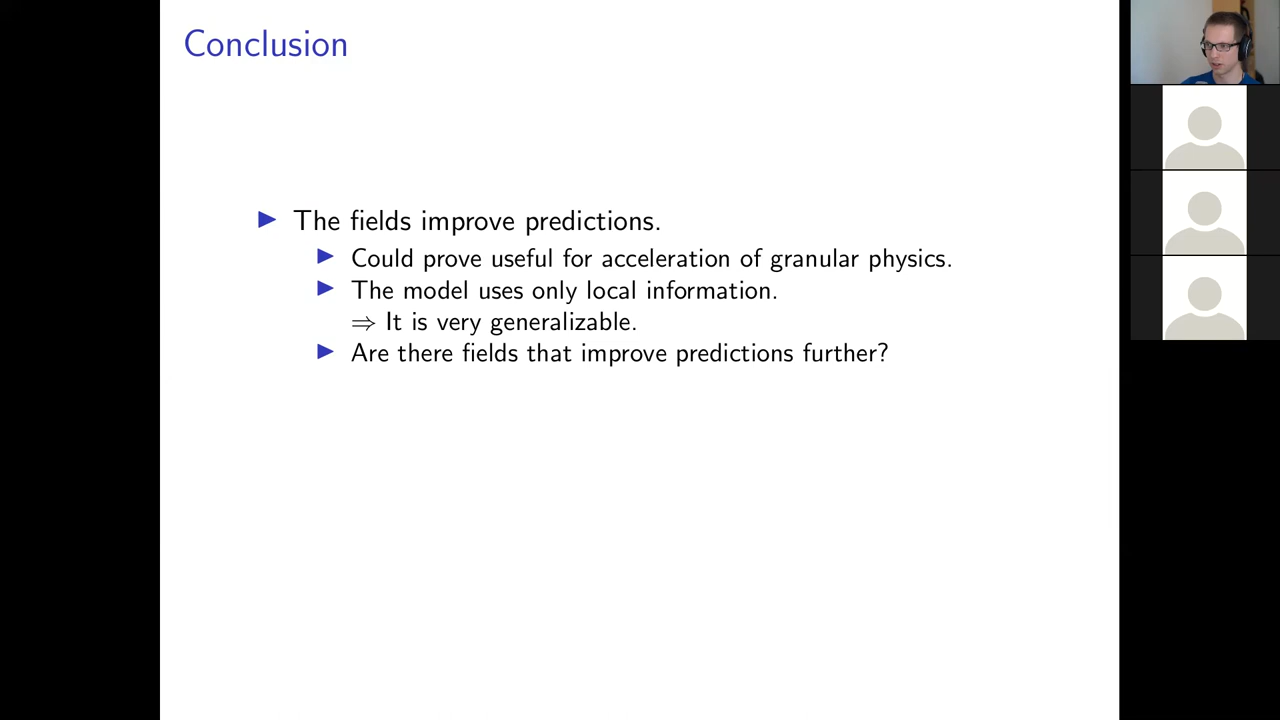 Conclusion
▶ The fields improve predictions.
▶ Could prove useful for acceleration of granular physics.
▶ The model uses only local information.
⇒ It is very generalizable.
▶ Are there fields that improve predictions further?